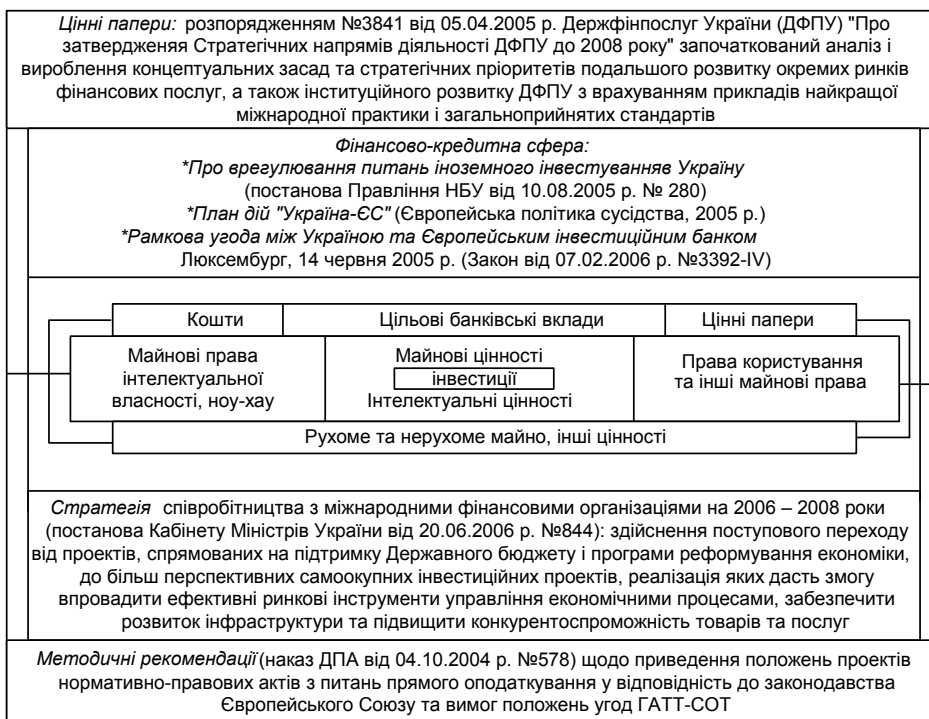 Цінні папери: розпорядженням №3841 від 05.04.2005 р. Держфінпослуг України (ДФПУ) "Про
затвердженяя Стратегічних напрямів діяльності ДФПУ до 2008 року" започаткований аналіз і
вироблення концептуальних засад та стратегічних пріоритетів подальшого розвитку окремих ринків
фінансових послуг, а також інституційного розвитку ДФПУ з врахуванням прикладів найкращої
міжнародної практики і загальноприйнятих стандартів
Фінансово-кредитна сфера:
*Про врегулювання питань іноземного інвестуванняв Україну
(постанова Правління НБУ від 10.08.2005 р. № 280)
*План дій "Україна-ЄС" (Європейська політика сусідства, 2005 р.)
*Рамкова угода між Україною та Європейським інвестиційним банком
Люксембург, 14 червня 2005 р. (Закон від 07.02.2006 р. №3392-IV)
Кошти Цільові банківські вклади Цінні папери
Майнові права
інтелектуальної
власності, ноу-хау
Майнові цінності
інвестиції
Інтелектуальні цінності
Права користування
та інші майнові права
Рухоме та нерухоме майно, інші цінності
Стратегія співробітництва з міжнародними фінансовими організаціями на 2006 – 2008 роки
(постанова Кабінету Міністрів України від 20.06.2006 р. №844): здійснення поступового переходу
від проектів, спрямованих на підтримку Державного бюджету і програми реформування економіки,
до більш перспективних самоокупних інвестиційних проектів, реалізація яких дасть змогу
впровадити ефективні ринкові інструменти управління економічними процесами, забезпечити
розвиток інфраструктури та підвищити конкурентоспроможність товарів та послуг
Методичні рекомендації (наказ ДПА від 04.10.2004 р. №578) щодо приведення положень проектів
нормативно-правових актів з питань прямого оподаткування у відповідність до законодавства
Європейського Союзу та вимог положень угод ГАТТ-СОТ